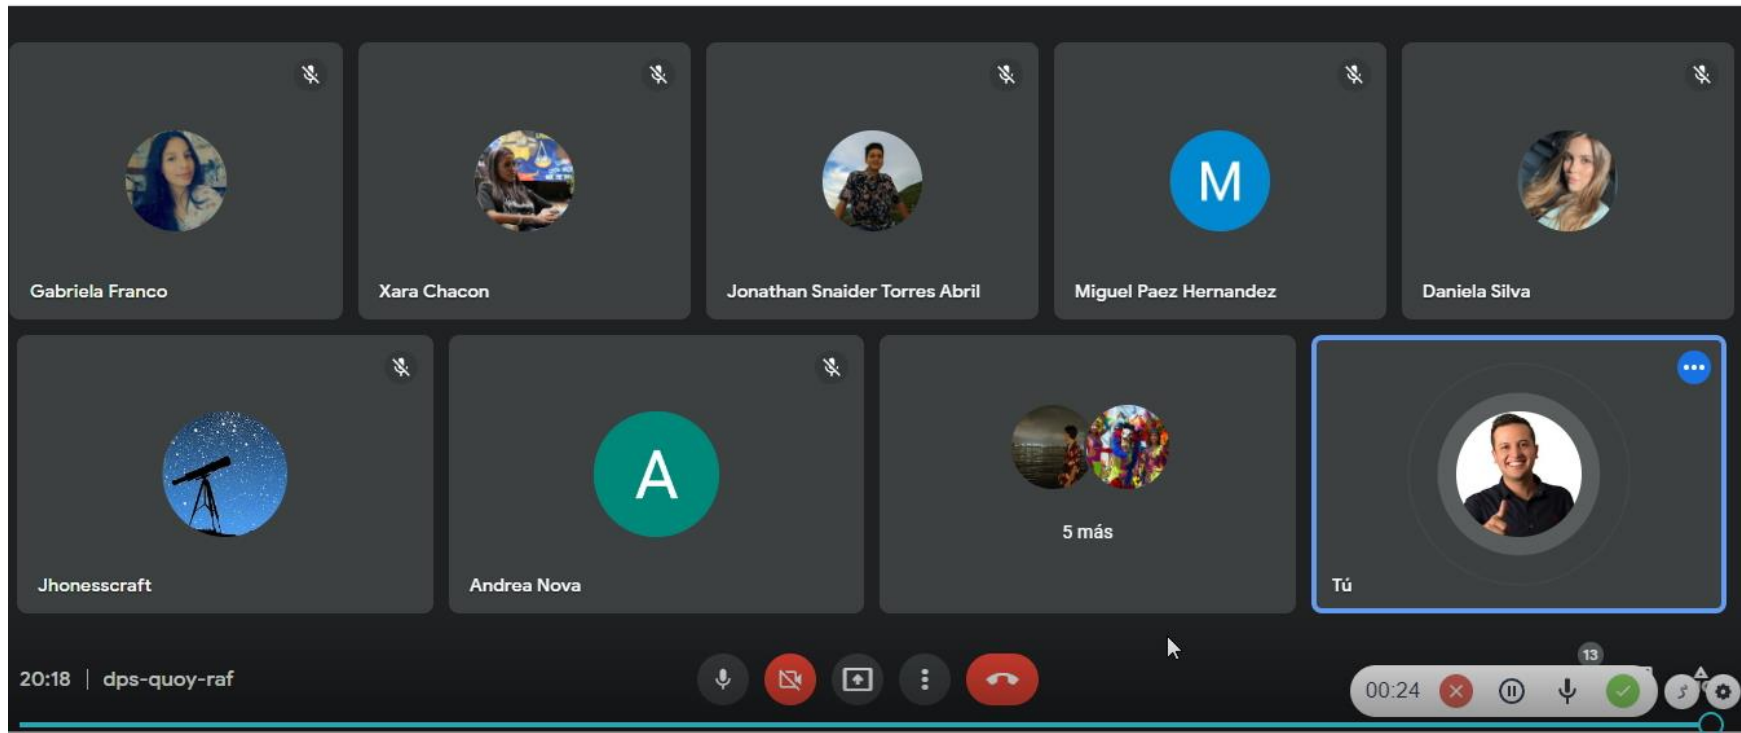 Gabriela Franco
Xara Chacon
Jonathan Snaider Torres Abril
M
Miguel Paez Hernandez
Daniela Silva
Jhonesscraft
A
Andrea Nova
5 más
Tú
20:18 | dps-quoy-raf
13
00:24